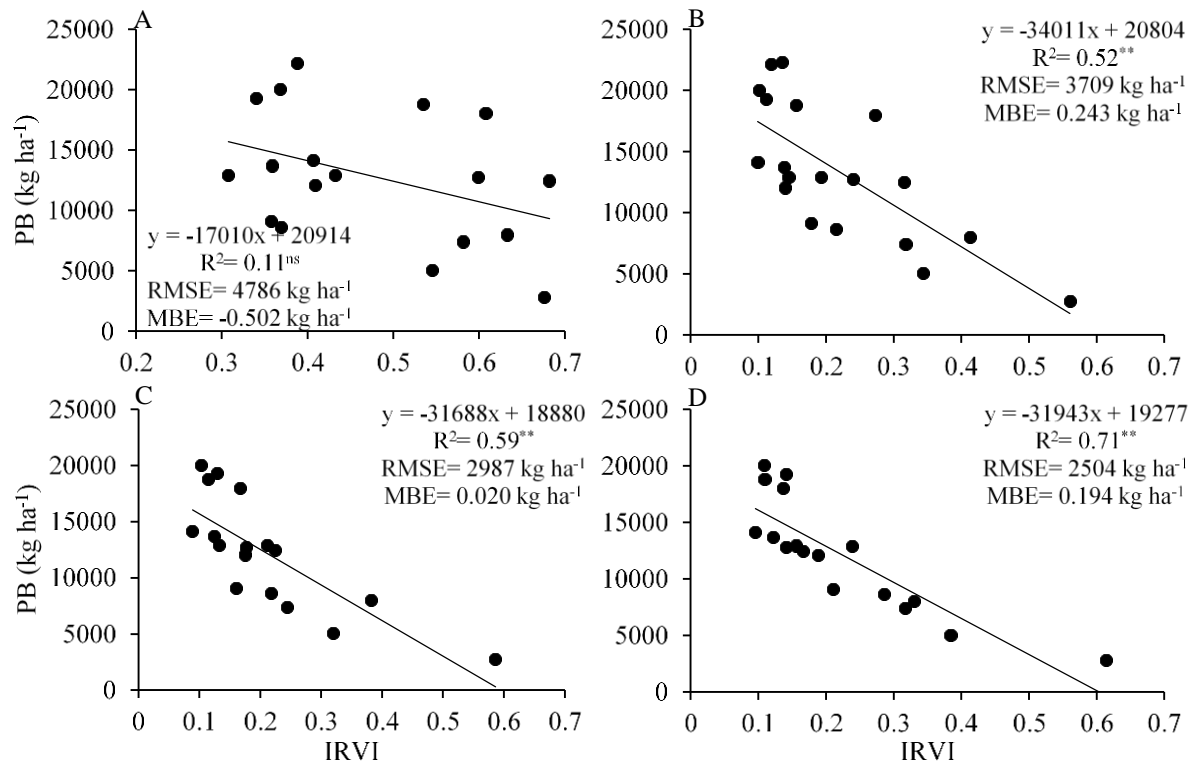 A
25000
20000
15000
10000
5000
0
PB (kg ha⁻¹)
y = -17010x + 20914
R²= 0.11ⁿˢ
RMSE= 4786 kg ha⁻¹
MBE= -0.502 kg ha⁻¹
0.2 0.3 0.4 0.5 0.6 0.7
B
25000
20000
15000
10000
5000
0
y = -34011x + 20804
R²= 0.52**
RMSE= 3709 kg ha⁻¹
MBE= 0.243 kg ha⁻¹
0 0.1 0.2 0.3 0.4 0.5 0.6 0.7
C
25000
20000
15000
10000
5000
0
PB (kg ha⁻¹)
y = -31688x + 18880
R²= 0.59**
RMSE= 2987 kg ha⁻¹
MBE= 0.020 kg ha⁻¹
0 0.1 0.2 0.3 0.4 0.5 0.6 0.7
IRVI
D
25000
20000
15000
10000
5000
0
y = -31943x + 19277
R²= 0.71**
RMSE= 2504 kg ha⁻¹
MBE= 0.194 kg ha⁻¹
0 0.1 0.2 0.3 0.4 0.5 0.6 0.7
IRVI